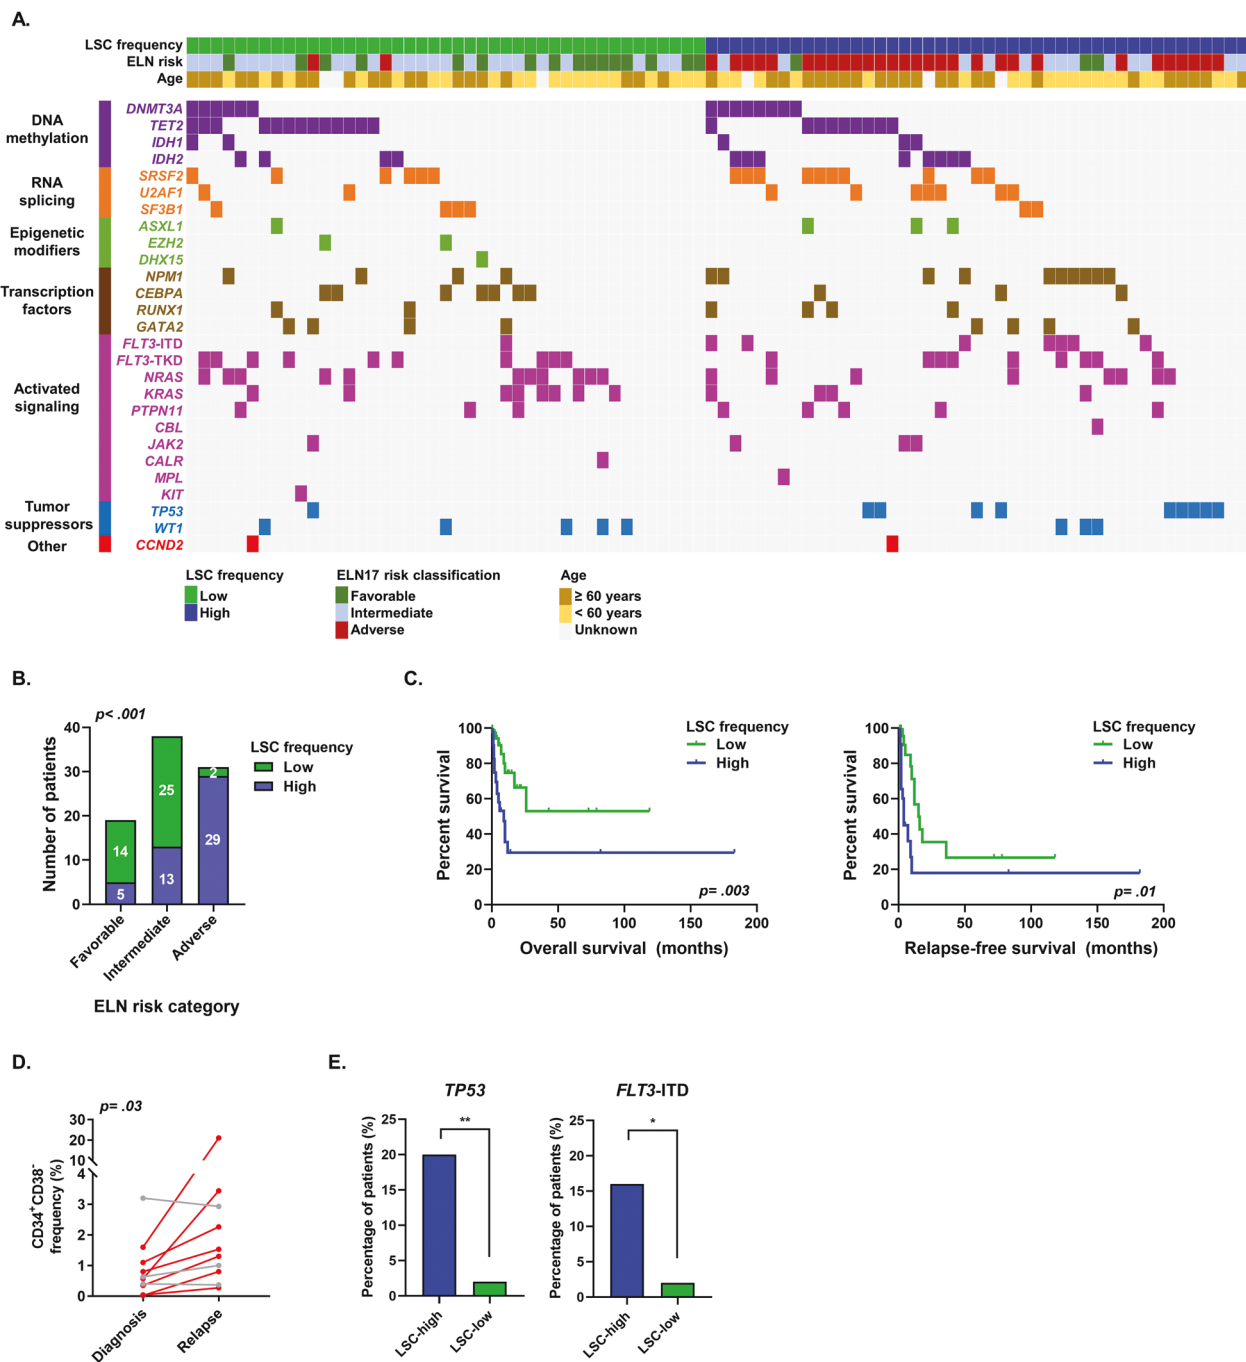 A.
LSC frequency
ELN risk
Age
DNA
methylation
DNMT3A
TET2
IDH1
IDH2
RNA
splicing
SRSF2
U2AF1
SF3B1
Epigenetic
modifiers
ASXL1
EZH2
DHX15
Transcription
factors
NPM1
CEBPA
RUNX1
GATA2
Activated
signaling
FLT3-ITD
FLT3-TKD
NRAS
KRAS
PTPN11
CBL
JAK2
CALR
MPL
KIT
Tumor
suppressors
TP53
WT1
Other
CCND2
LSC frequency
Low
High
ELN17 risk classification
Favorable
Intermediate
Adverse
Age
≥ 60 years
< 60 years
Unknown
B.
p< .001
Number of patients
40
30
20
10
0
14
5
25
13
2
29
Favorable
Intermediate
Adverse
ELN risk category
LSC frequency
Low
High
C.
Percent survival
100
80
60
40
20
0
0 50 100 150 200
Overall survival (months)
LSC frequency
Low
High
p= .003
Percent survival
100
80
60
40
20
0
0 50 100 150 200
Relapse-free survival (months)
LSC frequency
Low
High
p= .01
D.
p= .03
CD34+CD38-
frequency (%)
30
20
10
4
3
2
1
0
Diagnosis
Relapse
E.
TP53
Percentage of patients (%)
25
20
15
10
5
0
**
LSC-high
LSC-low
FLT3-ITD
Percentage of patients (%)
25
20
15
10
5
0
*
LSC-high
LSC-low